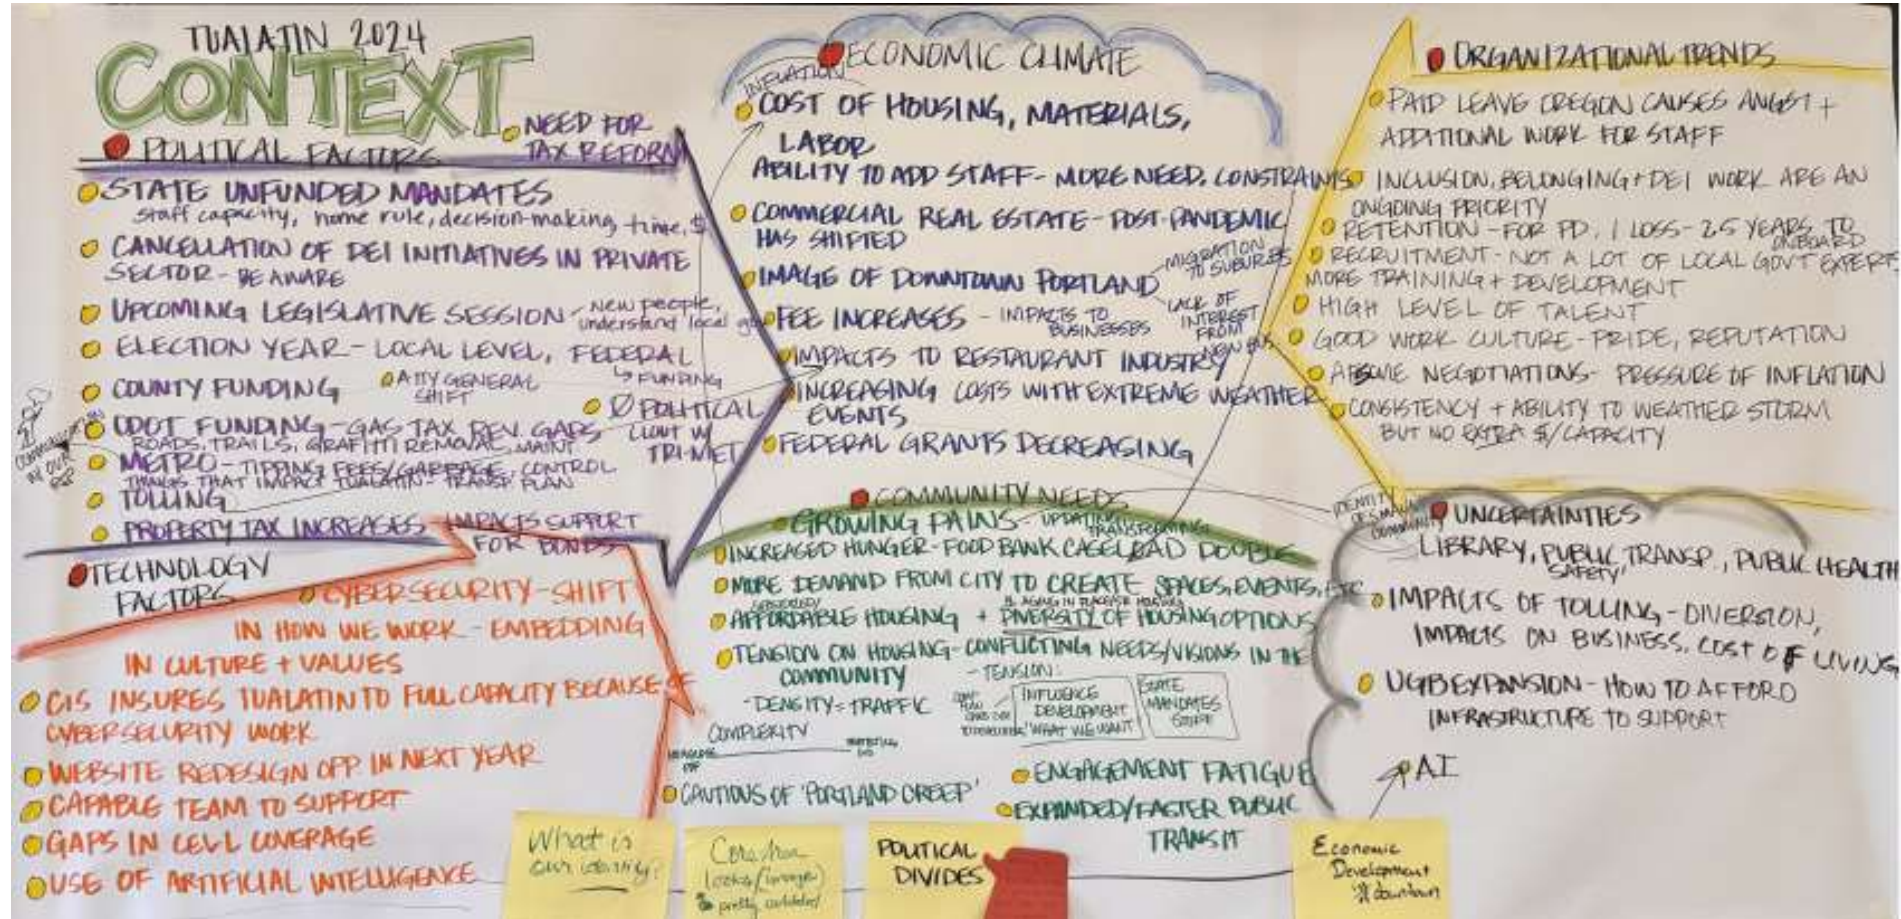 TUALATIN 2024
CONTEXT
POLITICAL FACTORS
NEED FOR
TAX REFORM
STATE UNFUNDED MANDATES
staff capacity, home rule, decision-making, time, $
CANCELLATION OF DEI INITIATIVES IN PRIVATE
SECTOR - BE AWARE
UPCOMING LEGISLATIVE SESSION - New people,
understand local
ELECTION YEAR - LOCAL LEVEL, FEDERAL
↳ FUNDING
COUNTY FUNDING
ATTY GENERAL
SHIFT
Ø POLITICAL
CLOUT W/
TRI-MET
ODOT FUNDING - GAS TAX REV. GAPS
ROADS, TRAILS, GRAFITTI REMOVAL, MAINT
METRO - TIPPING FEES/GARBAGE, CONTROL
THINGS THAT IMPACT TUALATIN - TRANSP. PLAN
TOLLING
PROPERTY TAX INCREASES - IMPACTS SUPPORT
FOR BONDS
ECONOMIC CLIMATE
INFLATION
COST OF HOUSING, MATERIALS,
LABOR
ABILITY TO ADD STAFF - MORE NEED, CONSTRAINTS
COMMERCIAL REAL ESTATE - POST-PANDEMIC
HAS SHIFTED
IMAGE OF DOWNTOWN PORTLAND
MIGRATION
TO SUBURBS
LACK OF
INTEREST
FROM
NEW BUS.
FEE INCREASES - IMPACTS TO
BUSINESSES
IMPACTS TO RESTAURANT INDUSTRY
INCREASING COSTS WITH EXTREME WEATHER
EVENTS
FEDERAL GRANTS DECREASING
ORGANIZATIONAL TRENDS
PAID LEAVE OREGON CAUSES ANGST +
ADDITIONAL WORK FOR STAFF
INCLUSION, BELONGING + DEI WORK ARE AN
ONGOING PRIORITY
RETENTION - FOR PD, 1 LOSS - 2.5 YEARS TO
ONBOARD
RECRUITMENT - NOT A LOT OF LOCAL GOV'T EXPERT
MORE TRAINING + DEVELOPMENT
HIGH LEVEL OF TALENT
GOOD WORK CULTURE - PRIDE, REPUTATION
NEGOTIATIONS - PRESSURE OF INFLATION
CONSISTENCY + ABILITY TO WEATHER STORM
BUT NO EXTRA $/CAPACITY
TECHNOLOGY
FACTORS
CYBERSECURITY - SHIFT
IN HOW WE WORK - EMBEDDING
IN CULTURE + VALUES
CIS INSURES TUALATIN TO FULL CAPACITY BECAUSE OF
CYBERSECURITY WORK
WEBSITE REDESIGN OPP IN NEXT YEAR
CAPABLE TEAM TO SUPPORT
GAPS IN CELL COVERAGE
USE OF ARTIFICIAL INTELLIGENCE
COMMUNITY NEEDS
GROWING PAINS - UPDATING
TRANSFORMING
INCREASED HUNGER - FOOD BANK CASELOAD DOUBLE
MORE DEMAND FROM CITY TO CREATE SPACES, EVENTS, ETC
AFFORDABLE HOUSING + DIVERSITY OF HOUSING OPTIONS
TENSION ON HOUSING - CONFLICTING NEEDS/VISIONS IN THE
COMMUNITY
- TENSION:
- DENSITY = TRAFFIC
INFLUENCE
DEVELOPMENT
"WHAT WE WANT"
STATE
MANDATES
COMPLEXITY
CAUTIONS OF 'PORTLAND CREEP'
ENGAGEMENT FATIGUE
EXPANDED/FASTER PUBLIC
TRANSIT
UNCERTAINTIES
IDENTITY
COMMUNITY
LIBRARY, PUBLIC TRANSP., PUBLIC HEALTH
SAFETY
IMPACTS OF TOLLING - DIVERSION,
IMPACTS ON BUSINESS, COST OF LIVING
UGB EXPANSION - HOW TO AFFORD
INFRASTRUCTURE TO SUPPORT
AI
What is
our identity?
Core Area
looks (image)
pretty outdated
POLITICAL
DIVIDES
Economic
Development
downtown